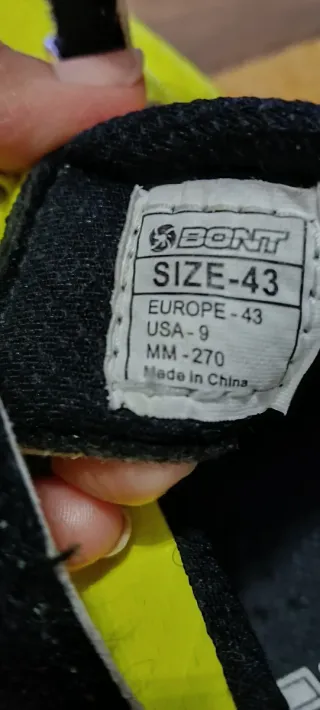 BONT
SIZE-43
EUROPE - 43
USA - 9
MM - 270
Made in China